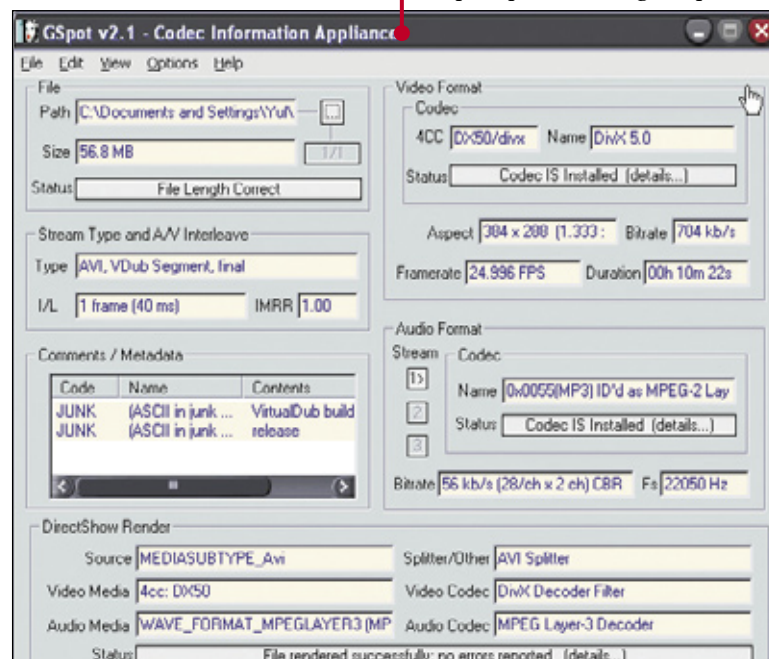 GSpot v2.1 - Codec Information Appliance
File Edit View Options Help
File
Path C:\Documents and Settings\Yuf\
Size 56.8 MB 1/1
Status File Length Correct
Stream Type and A/V Interleave
Type AVI, VDub Segment, final
I/L 1 frame (40 ms) IMRR 1.00
Comments / Metadata
Code Name Contents
JUNK (ASCII in junk ... VirtualDub build
JUNK (ASCII in junk ... release
Video Format
Codec
4CC DX50/divx Name DivX 5.0
Status Codec IS Installed (details...)
Aspect 384 x 288 (1.333 : Bitrate 704 kb/s
Framerate 24.996 FPS Duration 00h 10m 22s
Audio Format
Stream Codec
1> Name 0x0055(MP3) ID'd as MPEG-2 Lay
2 Status Codec IS Installed (details...)
3
Bitrate 56 kb/s (28/ch x 2 ch) CBR Fs 22050 Hz
DirectShow Render
Source MEDIASUBTYPE_Avi Splitter/Other AVI Splitter
Video Media 4cc: DX50 Video Codec DivX Decoder Filter
Audio Media WAVE_FORMAT_MPEGLAYER3 (MP Audio Codec MPEG Layer-3 Decoder
Status File rendered successfully; no errors reported (details...)